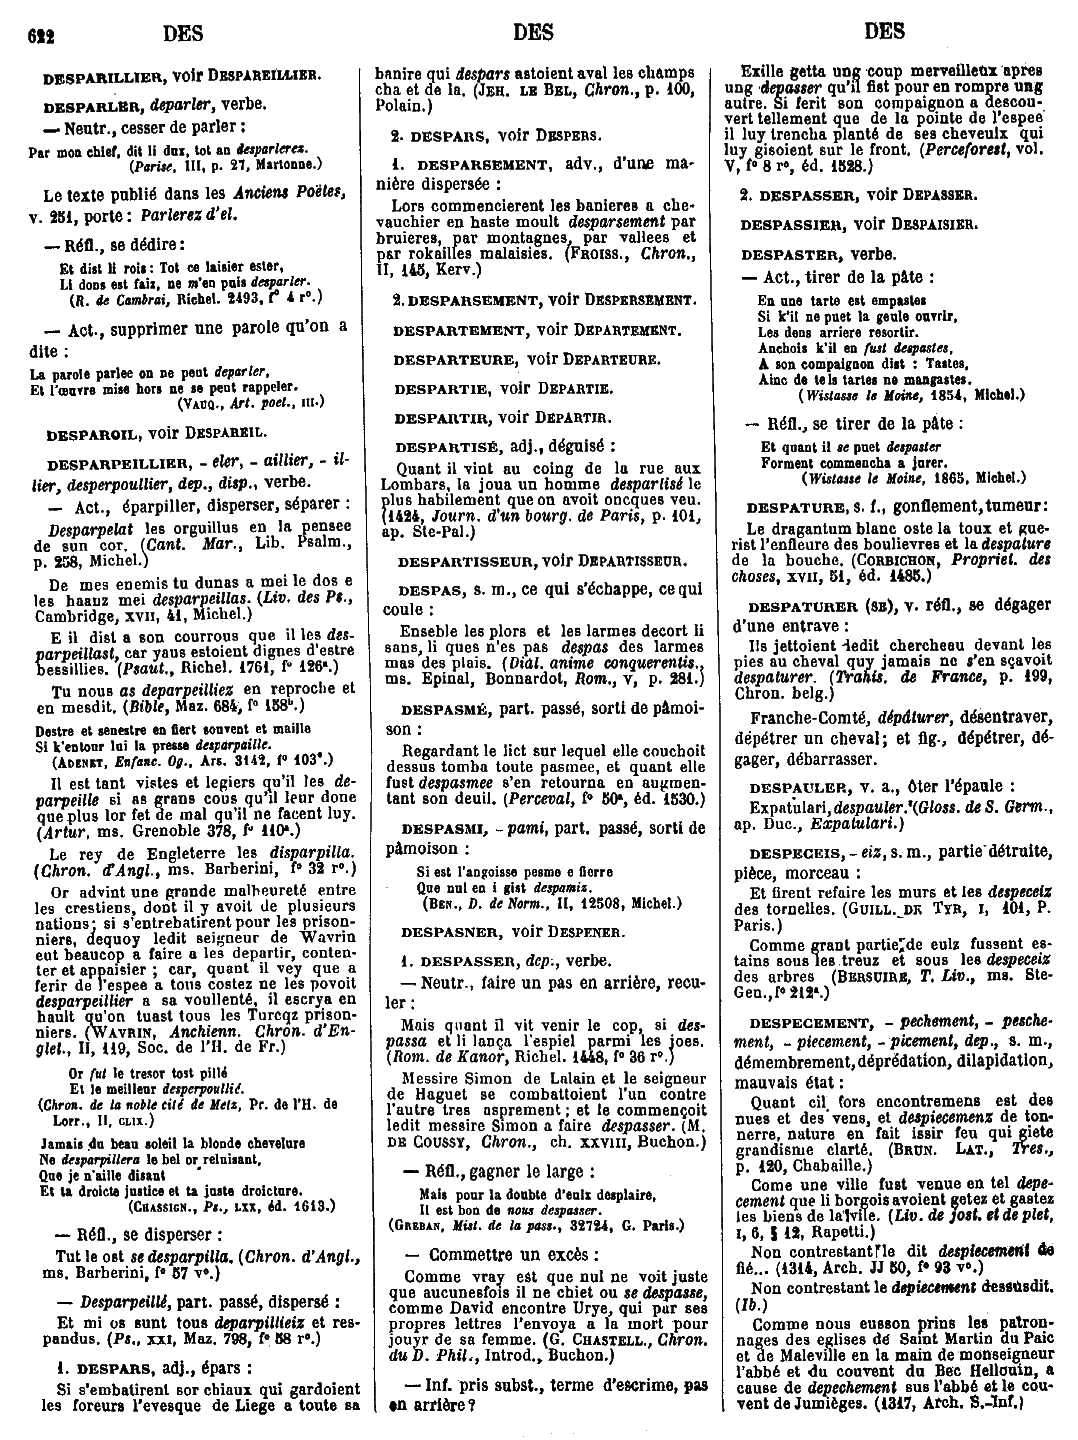 622 DES DES DES
DESPARILLIER, voir DESPAREILLIER.
DESPARLER, deparler, verbe.
— Neutr., cesser de parler :
Par mon chief, dit li dux, tot an desparlerez.
(Parise, III, p. 27, Martonne.)
Le texte publié dans les Anciens Poëtes,
v. 251, porte : Parlerez d'el.
— Réfl., se dédire :
Et dist li rois : Tot ce laisier ester,
Li dons est faiz, ne m'en puis desparler.
(R. de Cambrai, Richel. 2493, f° 4 r°.)
— Act., supprimer une parole qu'on a
dite :
La parole parlee on ne peut deparler,
Et l'œuvre mise hors ne se peut rappeler.
(VAUQ., Art. poet., III.)
DESPAROIL, voir DESPAREIL.
DESPARPEILLIER, - eler, - aillier, - il-
lier, desperpoullier, dep., disp., verbe.
— Act., éparpiller, disperser, séparer :
Desparpelat les orguillus en la pensee
de sun cor. (Cant. Mar., Lib. Psalm.,
p. 258, Michel.)
De mes enemis tu dunas a mei le dos e
les haanz mei desparpeillas. (Liv. des Ps.,
Cambridge, XVII, 41, Michel.)
E il dist a son courrous que il les des-
parpeillast, car yaus estoient dignes d'estre
bessillies. (Psaut., Richel. 1761, f° 126ª.)
Tu nous as deparpeilliez en reproche et
en mesdit. (Bible, Maz. 684, f° 158ᵇ.)
Destre et senestre en fiert souvent et maille
Si k'entour lui la presse desparpaille.
(ADENET, Enfanc. Og., Ars. 3142, f° 103ª.)
Il est tant vistes et legiers qu'il les de-
parpeille si as grans cous qu'il leur done
que plus lor fet de mal qu'il ne facent luy.
(Artur, ms. Grenoble 378, f° 110ª.)
Le rey de Engleterre les disparpilla.
(Chron. d'Angl., ms. Barberini, f° 32 r°.)
Or advint une grande malheureté entre
les crestiens, dont il y avoit de plusieurs
nations ; si s'entrebatirent pour les prison-
niers, dequoy ledit seigneur de Wavrin
eut beaucop a faire a les departir, conten-
ter et appaisier ; car, quant il vey que a
ferir de l'espee a tous costez ne les povoit
desparpeillier a sa voullenté, il escrya en
hault qu'on tuast tous les Turcqz prison-
niers. (WAVRIN, Anchienn. Chron. d'En-
glet., II, 119, Soc. de l'H. de Fr.)
Or fut le tresor tost pillé
Et le meilleur desperpoullié.
(Chron. de la noble cité de Metz, Pr. de l'H. de
Lorr., II, CLIX.)
Jamais du beau soleil la blonde chevelure
Ne desparpillera le bel or reluisant,
Que je n'aille disant
Et ta droicte justice et ta juste droicture.
(CHASSIGN., Ps., LXX, éd. 1613.)
— Réfl., se disperser :
Tut le ost se desparpilla. (Chron. d'Angl.,
ms. Barberini, f° 57 v°.)
— Desparpeillé, part. passé, dispersé :
Et mi os sunt tous deparpillieiz et res-
pandus. (Ps., XXI, Maz. 798, f° 58 r°.)
1. DESPARS, adj., épars :
Si s'embatirent sor chiaux qui gardoient
les foreurs l'evesque de Liege a toute sa
banire qui despars astoient aval les champs
cha et de la. (JEH. LE BEL, Chron., p. 100,
Polain.)
2. DESPARS, voir DESPERS.
1. DESPARSEMENT, adv., d'une ma-
nière dispersée :
Lors commencierent les banieres a che-
vauchier en haste moult desparsement par
bruieres, par montagnes, par vallees et
par rokailles malaisies. (FROISS., Chron.,
II, 145, Kerv.)
2. DESPARSEMENT, voir DESPERSEMENT.
DESPARTEMENT, voir DEPARTEMENT.
DESPARTEURE, voir DEPARTEURE.
DESPARTIE, voir DEPARTIE.
DESPARTIR, voir DEPARTIR.
DESPARTISÉ, adj., déguisé :
Quant il vint au coing de la rue aux
Lombars, la joua un homme despartisé le
plus habilement que on avoit oncques veu.
(1424, Journ. d'un bourg. de Paris, p. 101,
ap. Ste-Pal.)
DESPARTISSEUR, voir DEPARTISSEUR.
DESPAS, s. m., ce qui s'échappe, ce qui
coule :
Enseble les plors et les larmes decort li
sans, li ques n'es pas despas des larmes
mas des plais. (Dial. anime conquerentis.,
ms. Epinal, Bonnardot, Rom., V, p. 281.)
DESPASMÉ, part. passé, sorti de pâmoi-
son :
Regardant le lict sur lequel elle couchoit
dessus tomba toute pasmee, et quant elle
fust despasmee s'en retourna en augmen-
tant son deuil. (Perceval, f° 50ª, éd. 1530.)
DESPASMI, - pami, part. passé, sorti de
pâmoison :
Si est l'angoisse pesme e fierre
Que nul en i gist despamiz.
(BEN., D. de Norm., II, 12508, Michel.)
DESPASNER, voir DESPENER.
1. DESPASSER, dep., verbe.
— Neutr., faire un pas en arrière, recu-
ler :
Mais quant il vit venir le cop, si des-
passa et li lança l'espiel parmi les joes.
(Rom. de Kanor, Richel. 1448, f° 36 r°.)
Messire Simon de Lalain et le seigneur
de Haguet se combattoient l'un contre
l'autre tres asprement ; et le commençoit
ledit messire Simon a faire despasser. (M.
DE COUSSY, Chron., ch. XXVIII, Buchon.)
— Réfl., gagner le large :
Mais pour la doubte d'eulx desplaire,
Il est bon de nous despasser.
(GREBAN, Mist. de la pass., 32724, G. Paris.)
— Commettre un excès :
Comme vray est que nul ne voit juste
que aucunesfois il ne chiet ou se despasse,
comme David encontre Urye, qui par ses
propres lettres l'envoya a la mort pour
jouyr de sa femme. (G. CHASTELL., Chron.
du D. Phil., Introd., Buchon.)
— Inf. pris subst., terme d'escrime, pas
en arrière ?
Exille getta ung coup merveilleux apres
ung depasser qu'il fist pour en rompre ung
autre. Si ferit son compaignon a descou-
vert tellement que de la pointe de l'espee
il luy trencha planté de ses cheveulx qui
luy gisoient sur le front. (Perceforest, vol.
V, f° 8 r°, éd. 1528.)
2. DESPASSER, voir DEPASSER.
DESPASSIER, voir DESPAISIER.
DESPASTER, verbe.
— Act., tirer de la pâte :
En une tarte est empastes
Si k'il ne puet la geule ouvrir,
Les dens arriere resortir.
Anchois k'il en fust despastes,
A son compaignon dist : Tastes,
Ainc de tels tartes ne mangastes.
(Wistasse le Moine, 1854, Michel.)
— Réfl., se tirer de la pâte :
Et quant il se puet despaster
Forment commencha a jurer.
(Wistasse le Moine, 1865, Michel.)
DESPATURE, s. f., gonflement, tumeur :
Le dragantum blanc oste la toux et gue-
rist l'enfleure des boulievres et la despature
de la bouche. (CORBICHON, Propriet. des
choses, XVII, 51, éd. 1485.)
DESPATURER (SE), v. réfl., se dégager
d'une entrave :
Ils jettoient ledit chercheau devant les
pies au cheval quy jamais ne s'en sçavoit
despaturer. (Trahis. de France, p. 199,
Chron. belg.)
Franche-Comté, dépâturer, désentraver,
dépétrer un cheval ; et fig., dépétrer, dé-
gager, débarrasser.
DESPAULER, v. a., ôter l'épaule :
Expatulari, despauler. (Gloss. de S. Germ.,
ap. Duc., Expatulari.)
DESPECEIS, - eiz, s. m., partie détruite,
pièce, morceau :
Et firent refaire les murs et les despeceiz
des tornelles. (GUILL. DE TYR, I, 101, P.
Paris.)
Comme grant partie de eulz fussent es-
tains sous les treuz et sous les despeceiz
des arbres (BERSUIRE, T. Liv., ms. Ste-
Gen., f° 212ª.)
DESPECEMENT, - pechement, - pesche-
ment, - piecement, - picement, dep., s. m.,
démembrement, déprédation, dilapidation,
mauvais état :
Quant cil fors encontremens est des
nues et des vens, et despiecemenz de ton-
nerre, nature en fait issir feu qui giete
grandisme clarté. (BRUN. LAT., Tres.,
p. 120, Chabaille.)
Come une ville fust venue en tel depe-
cement que li borgois avoient getez et gastez
les biens de la vile. (Liv. de jost. et de plet,
I, 6, § 12, Rapetti.)
Non contrestant le dit despiecement de
fié... (1314, Arch. JJ 50, f° 93 v°.)
Non contrestant le depiecement dessusdit.
(Ib.)
Comme nous eusson prins les patron-
nages des eglises de Saint Martin du Paic
et de Maleville en la main de monseigneur
l'abbé et du couvent du Bec Hellouin, a
cause de depechement sus l'abbé et le cou-
vent de Jumièges. (1317, Arch. S.-Inf.)